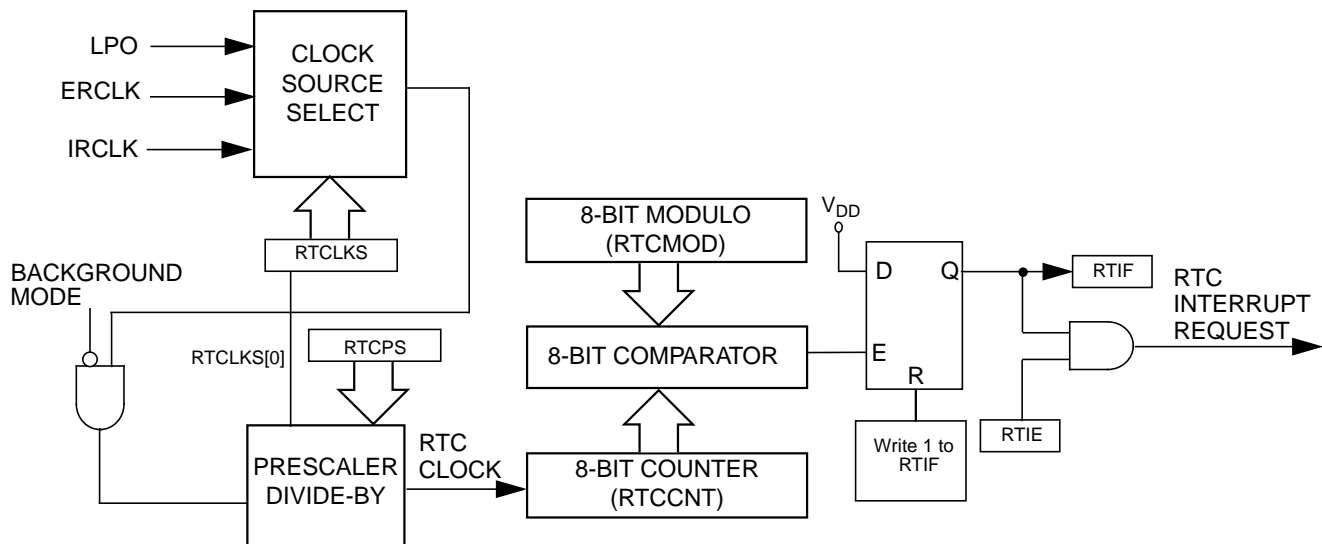 LPO
ERCLK
IRCLK
CLOCK
SOURCE
SELECT
RTCLKS
BACKGROUND
MODE
RTCLKS[0]
RTCPS
PRESCALER
DIVIDE-BY
RTC
CLOCK
8-BIT MODULO
(RTCMOD)
8-BIT COMPARATOR
8-BIT COUNTER
(RTCCNT)
VDD
D
Q
E
R
Write 1 to
RTIF
RTIF
RTIE
RTC
INTERRUPT
REQUEST